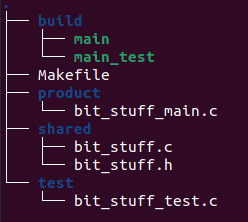 .
├── build
│   ├── main
│   └── main_test
├── Makefile
├── product
│   └── bit_stuff_main.c
├── shared
│   ├── bit_stuff.c
│   └── bit_stuff.h
└── test
    └── bit_stuff_test.c